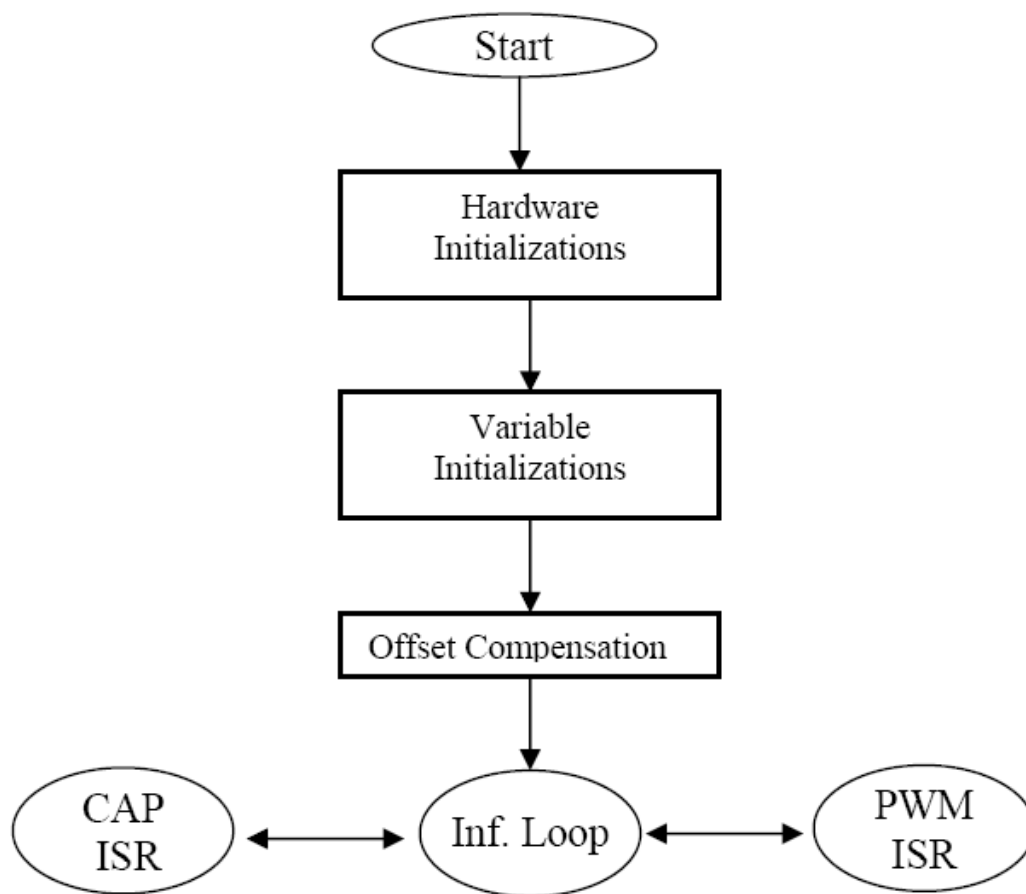 Start
Hardware
Initializations
Variable
Initializations
Offset Compensation
CAP
ISR
Inf. Loop
PWM
ISR